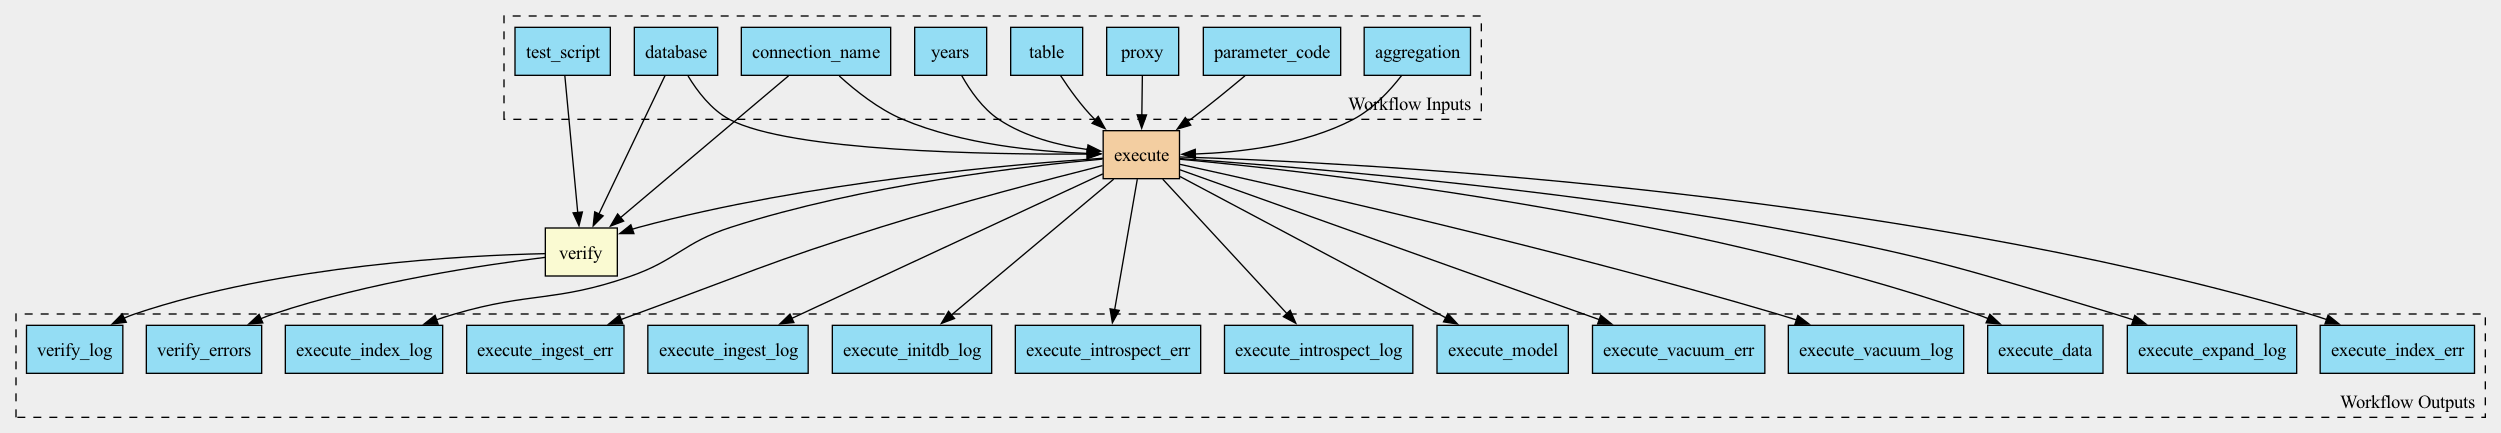 test_script
database
connection_name
years
table
proxy
parameter_code
aggregation
Workflow Inputs
execute
verify
verify_log
verify_errors
execute_index_log
execute_ingest_err
execute_ingest_log
execute_initdb_log
execute_introspect_err
execute_introspect_log
execute_model
execute_vacuum_err
execute_vacuum_log
execute_data
execute_expand_log
execute_index_err
Workflow Outputs